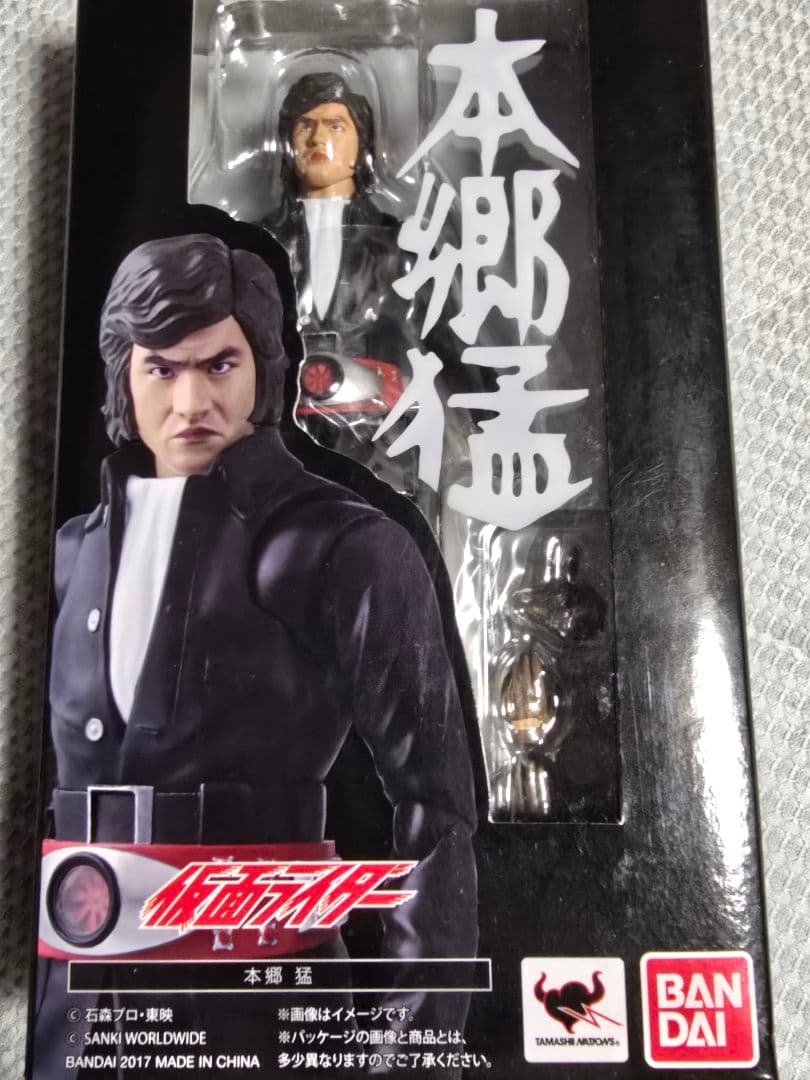 本郷猛
仮面ライダー
本郷 猛
© 石森プロ・東映
© SANKI WORLDWIDE
BANDAI 2017 MADE IN CHINA
※画像はイメージです。
※パッケージの画像と商品とは、
多少異なりますのでご了承ください。
TAMASHII NATIONS®
BAN
DAI